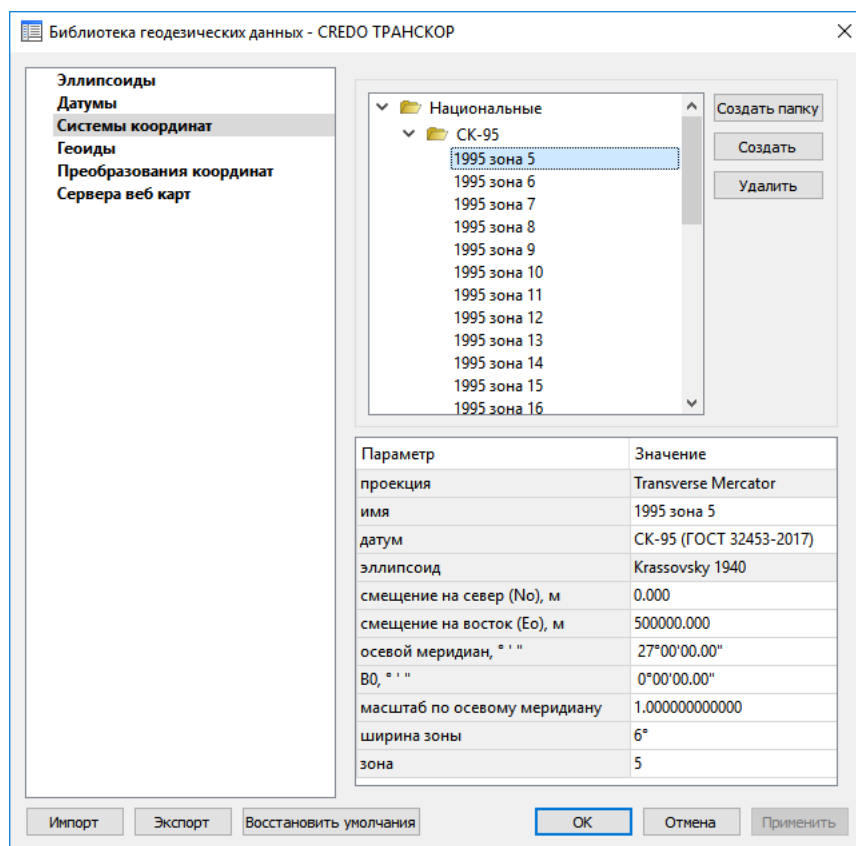 Библиотека геодезических данных - CREDO ТРАНСКОР
Эллипсоиды
Датумы
Системы координат
Геоиды
Преобразования координат
Сервера веб карт
Национальные
СК-95
1995 зона 5
1995 зона 6
1995 зона 7
1995 зона 8
1995 зона 9
1995 зона 10
1995 зона 11
1995 зона 12
1995 зона 13
1995 зона 14
1995 зона 15
1995 зона 16
Создать папку
Создать
Удалить
Параметр Значение
проекция Transverse Mercator
имя 1995 зона 5
датум СК-95 (ГОСТ 32453-2017)
эллипсоид Krassovsky 1940
смещение на север (No), м 0.000
смещение на восток (Eo), м 500000.000
осевой меридиан, ° ' " 27°00'00.00"
B0, ° ' " 0°00'00.00"
масштаб по осевому меридиану 1.000000000000
ширина зоны 6°
зона 5
Импорт Экспорт Восстановить умолчания OK Отмена Применить